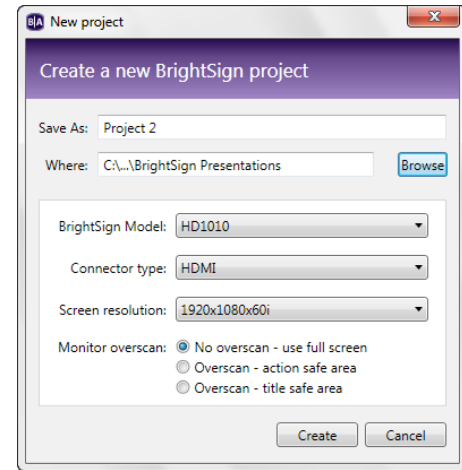 B|A New project
Create a new BrightSign project
Save As: Project 2
Where: C:\...\BrightSign Presentations Browse
BrightSign Model: HD1010
Connector type: HDMI
Screen resolution: 1920x1080x60i
Monitor overscan: No overscan - use full screen
Overscan - action safe area
Overscan - title safe area
Create Cancel